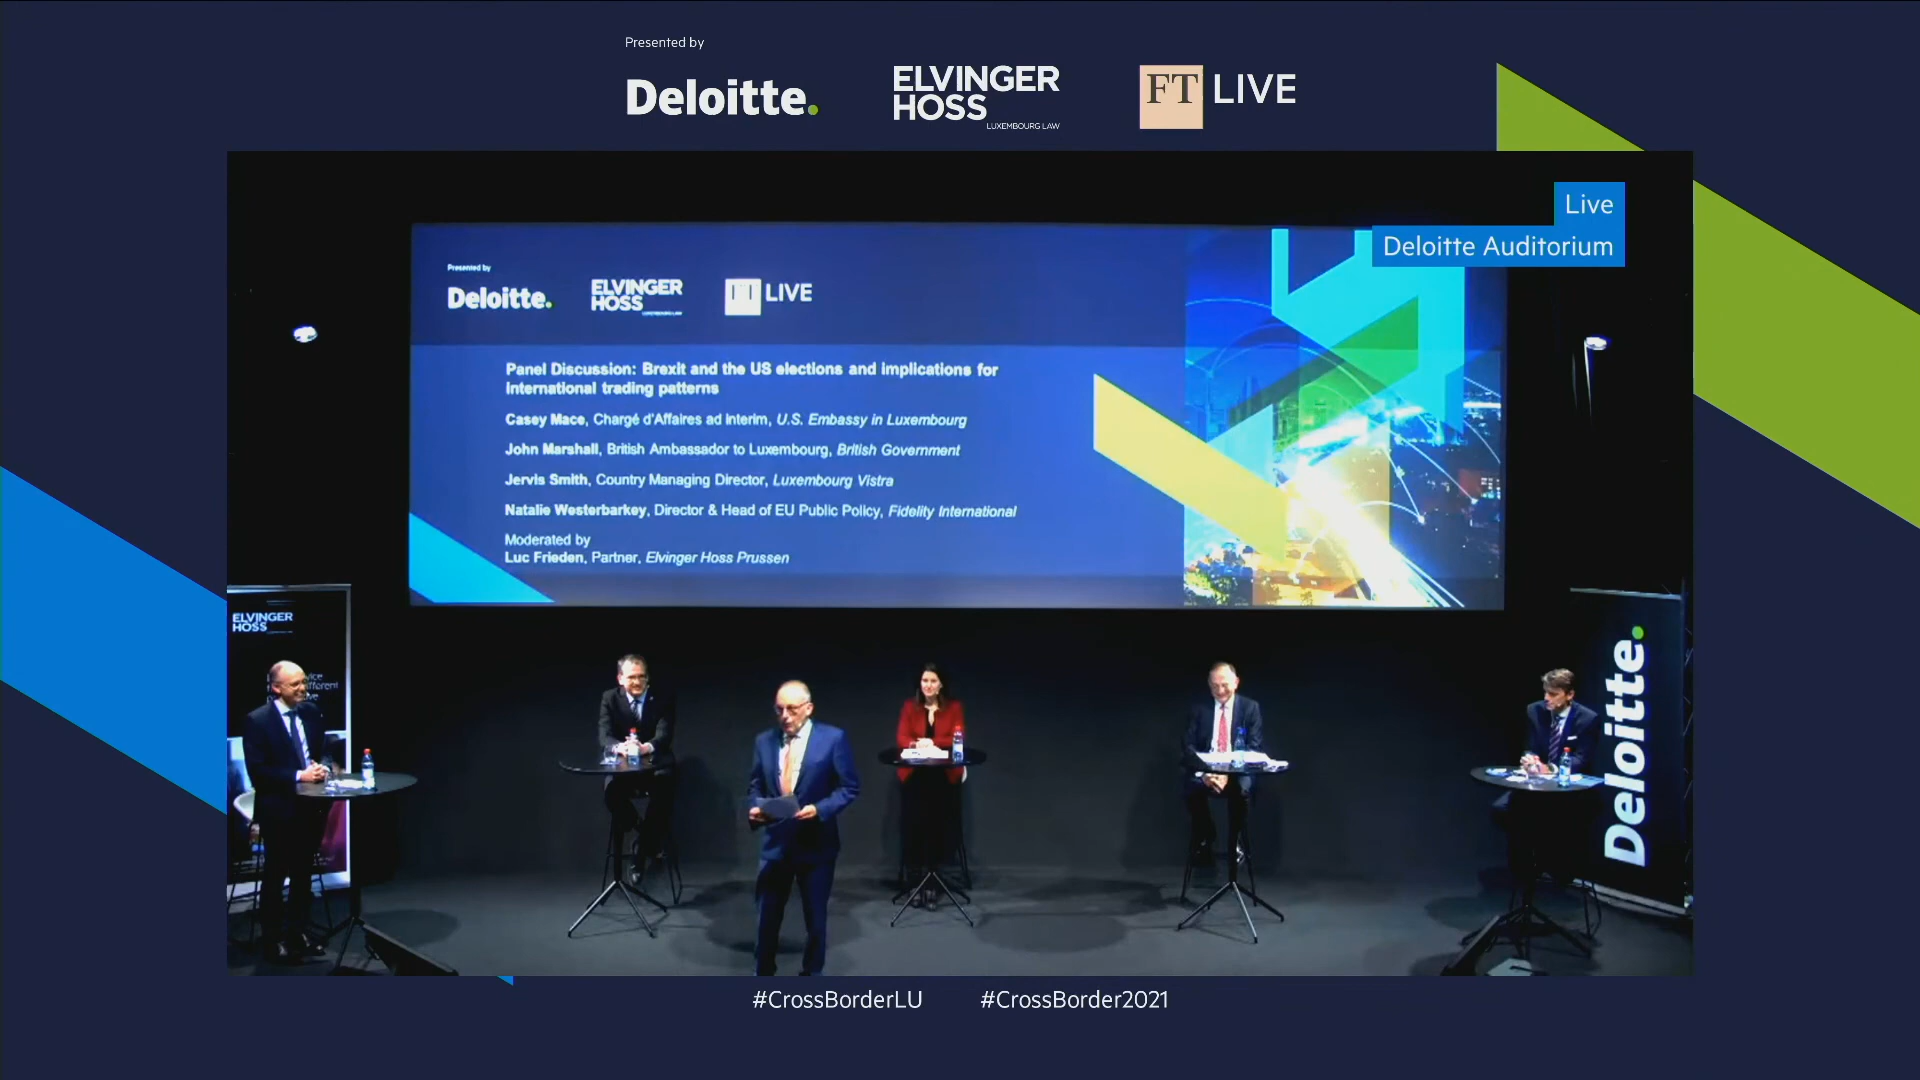 Presented by
Deloitte.
ELVINGER
HOSS
LUXEMBOURG LAW
FT LIVE
Live
Deloitte Auditorium
Presented by
Deloitte.
ELVINGER
HOSS
LUXEMBOURG LAW
FT LIVE
Panel Discussion: Brexit and the US elections and implications for
international trading patterns
Casey Mace, Chargé d'Affaires ad interim, U.S. Embassy in Luxembourg
John Marshall, British Ambassador to Luxembourg, British Government
Jervis Smith, Country Managing Director, Luxembourg Vistra
Natalie Westerbarkey, Director & Head of EU Public Policy, Fidelity International
Moderated by
Luc Frieden, Partner, Elvinger Hoss Prussen
ELVINGER
HOSS
Deloitte.
#CrossBorderLU #CrossBorder2021